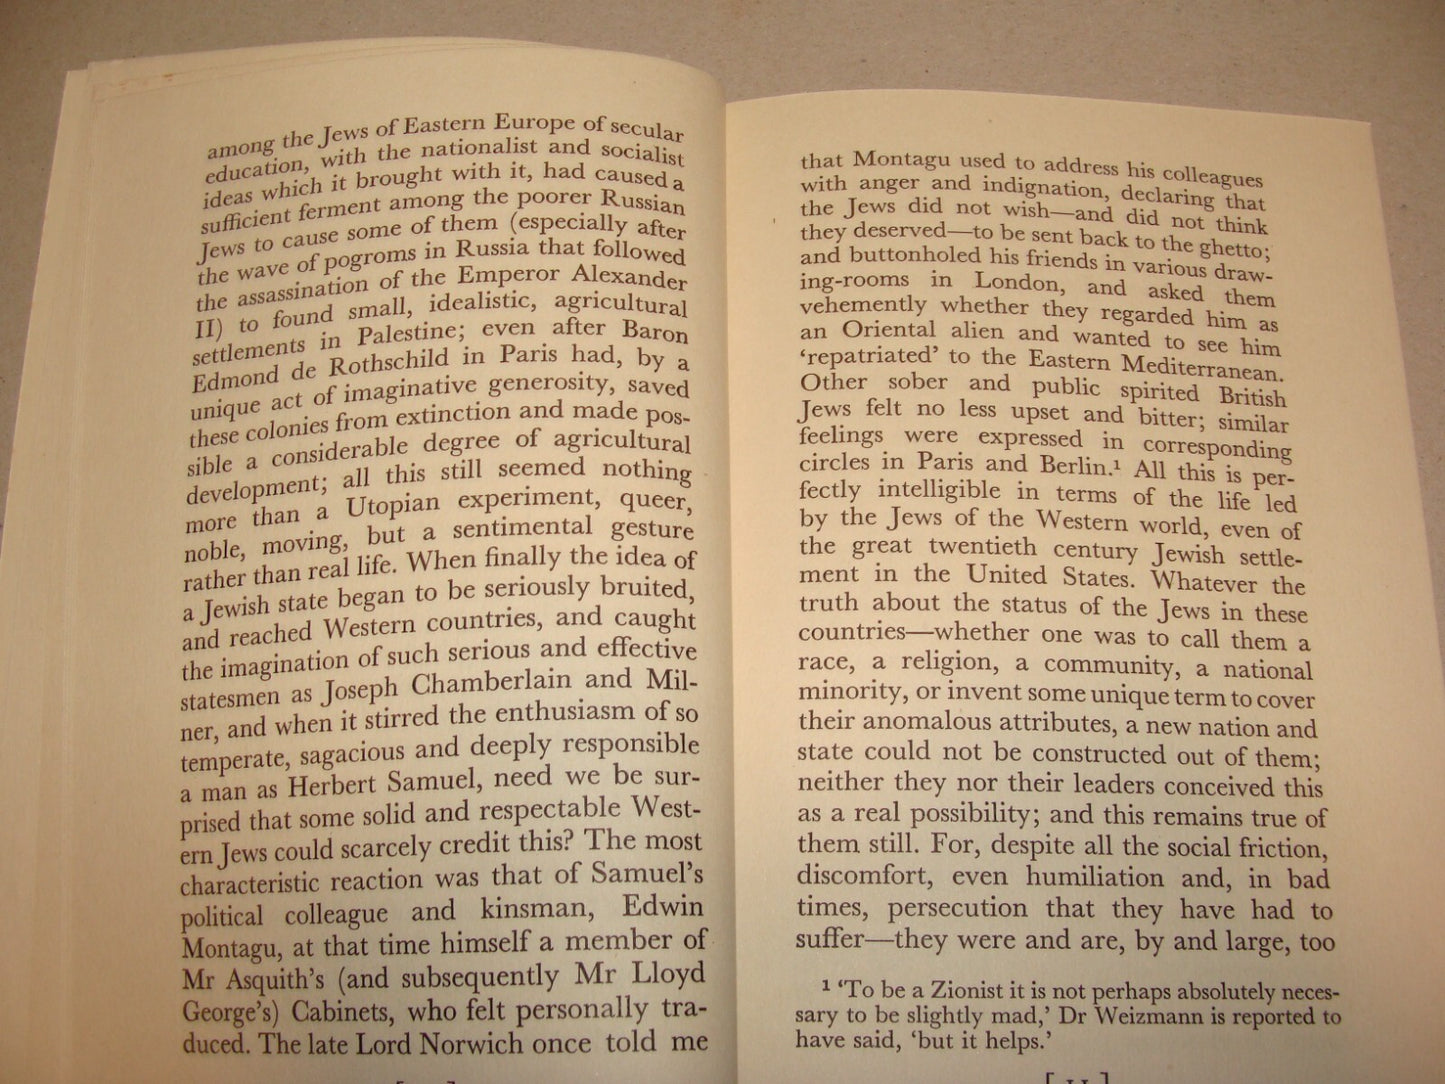 among the Jews of Eastern Europe of secular
education, with the nationalist and socialist
ideas which it brought with it, had caused a
sufficient ferment among the poorer Russian
Jews to cause some of them (especially after
the wave of pogroms in Russia that followed
the assassination of the Emperor Alexander
II) to found small, idealistic, agricultural
settlements in Palestine; even after Baron
Edmond de Rothschild in Paris had, by a
unique act of imaginative generosity, saved
these colonies from extinction and made pos-
sible a considerable degree of agricultural
development; all this still seemed nothing
more than a Utopian experiment, queer,
noble, moving, but a sentimental gesture
rather than real life. When finally the idea of
a Jewish state began to be seriously bruited,
and reached Western countries, and caught
the imagination of such serious and effective
statesmen as Joseph Chamberlain and Mil-
ner, and when it stirred the enthusiasm of so
temperate, sagacious and deeply responsible
a man as Herbert Samuel, need we be sur-
prised that some solid and respectable West-
ern Jews could scarcely credit this? The most
characteristic reaction was that of Samuel's
political colleague and kinsman, Edwin
Montagu, at that time himself a member of
Mr Asquith's (and subsequently Mr Lloyd
George's) Cabinets, who felt personally tra-
duced. The late Lord Norwich once told me
that Montagu used to address his colleagues
with anger and indignation, declaring that
the Jews did not wish—and did not think
they deserved—to be sent back to the ghetto;
and buttonholed his friends in various draw-
ing-rooms in London, and asked them
vehemently whether they regarded him as
an Oriental alien and wanted to see him
'repatriated' to the Eastern Mediterranean.
Other sober and public spirited British
Jews felt no less upset and bitter; similar
feelings were expressed in corresponding
circles in Paris and Berlin.¹ All this is per-
fectly intelligible in terms of the life led
by the Jews of the Western world, even of
the great twentieth century Jewish settle-
ment in the United States. Whatever the
truth about the status of the Jews in these
countries—whether one was to call them a
race, a religion, a community, a national
minority, or invent some unique term to cover
their anomalous attributes, a new nation and
state could not be constructed out of them;
neither they nor their leaders conceived this
as a real possibility; and this remains true of
them still. For, despite all the social friction,
discomfort, even humiliation and, in bad
times, persecution that they have had to
suffer—they were and are, by and large, too
¹ 'To be a Zionist it is not perhaps absolutely neces-
sary to be slightly mad,' Dr Weizmann is reported to
have said, 'but it helps.'